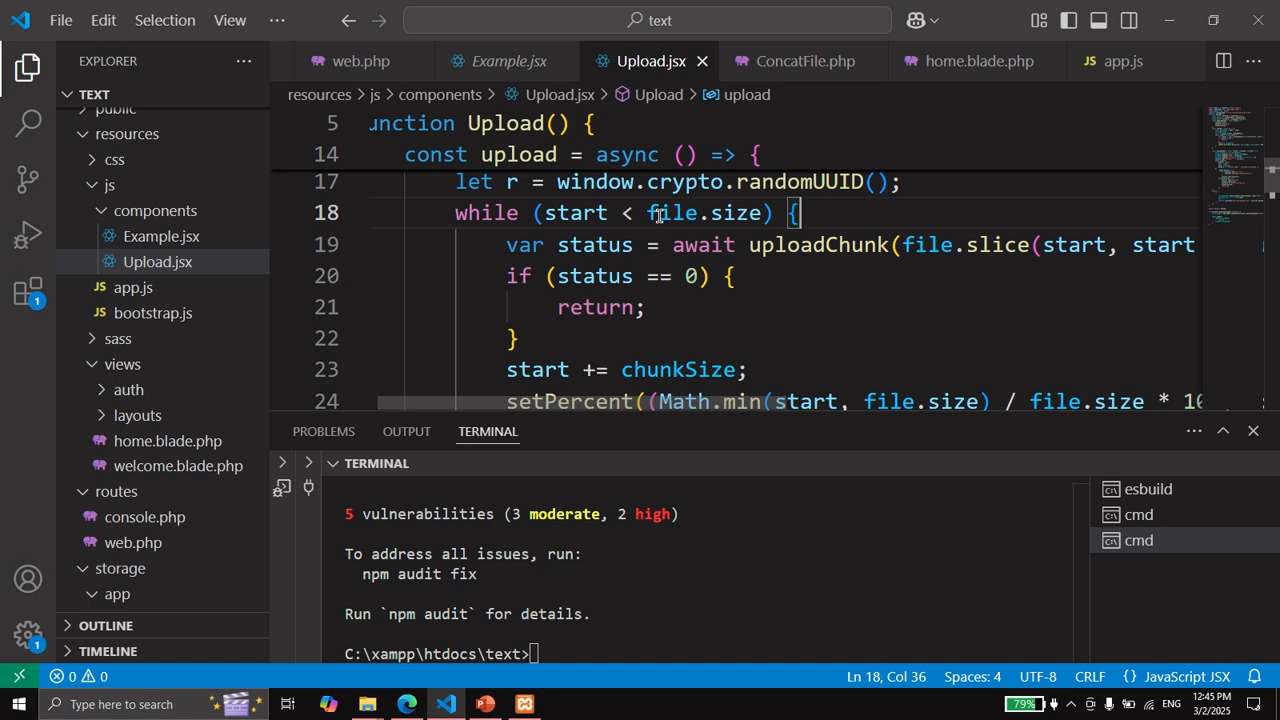 File Edit Selection View ··· text
EXPLORER ··· web.php Example.jsx Upload.jsx ConcatFile.php home.blade.php app.js ···
TEXT
resources > js > components > Upload.jsx > Upload > upload
public
resources
css
js
components
Example.jsx
Upload.jsx
app.js
bootstrap.js
sass
views
auth
layouts
home.blade.php
welcome.blade.php
routes
console.php
web.php
storage
app
OUTLINE
TIMELINE
5 unction Upload() {
14 const upload = async () => {
17 let r = window.crypto.randomUUID();
18 while (start < file.size) {
19 var status = await uploadChunk(file.slice(start, start
20 if (status == 0) {
21 return;
22 }
23 start += chunkSize;
24 setPercent((Math.min(start, file.size) / file.size * 10
PROBLEMS OUTPUT TERMINAL ···
TERMINAL
5 vulnerabilities (3 moderate, 2 high)
To address all issues, run:
npm audit fix
Run `npm audit` for details.
C:\xampp\htdocs\text>
esbuild
cmd
cmd
1
1
0 0 Ln 18, Col 36 Spaces: 4 UTF-8 CRLF {} JavaScript JSX
Type here to search 79% ENG 12:45 PM
3/2/2025